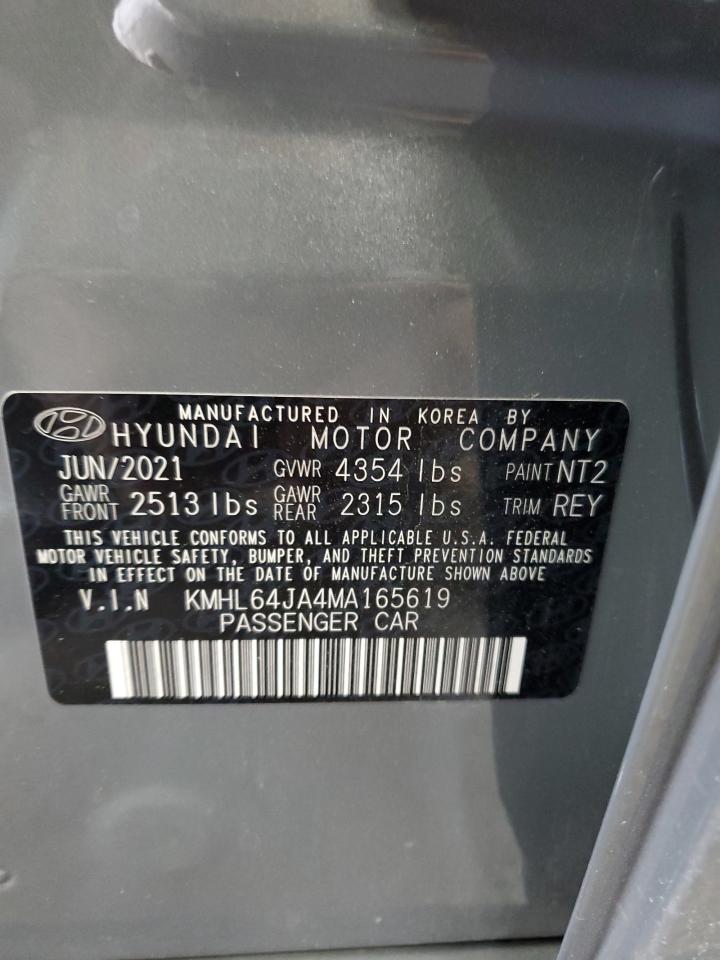 MANUFACTURED IN KOREA BY
HYUNDAI MOTOR COMPANY
JUN/2021 GVWR 4354 lbs PAINT NT2
GAWR FRONT 2513 lbs GAWR REAR 2315 lbs TRIM REY
THIS VEHICLE CONFORMS TO ALL APPLICABLE U.S.A. FEDERAL
MOTOR VEHICLE SAFETY, BUMPER, AND THEFT PREVENTION STANDARDS
IN EFFECT ON THE DATE OF MANUFACTURE SHOWN ABOVE
V.I.N KMHL64JA4MA165619
PASSENGER CAR